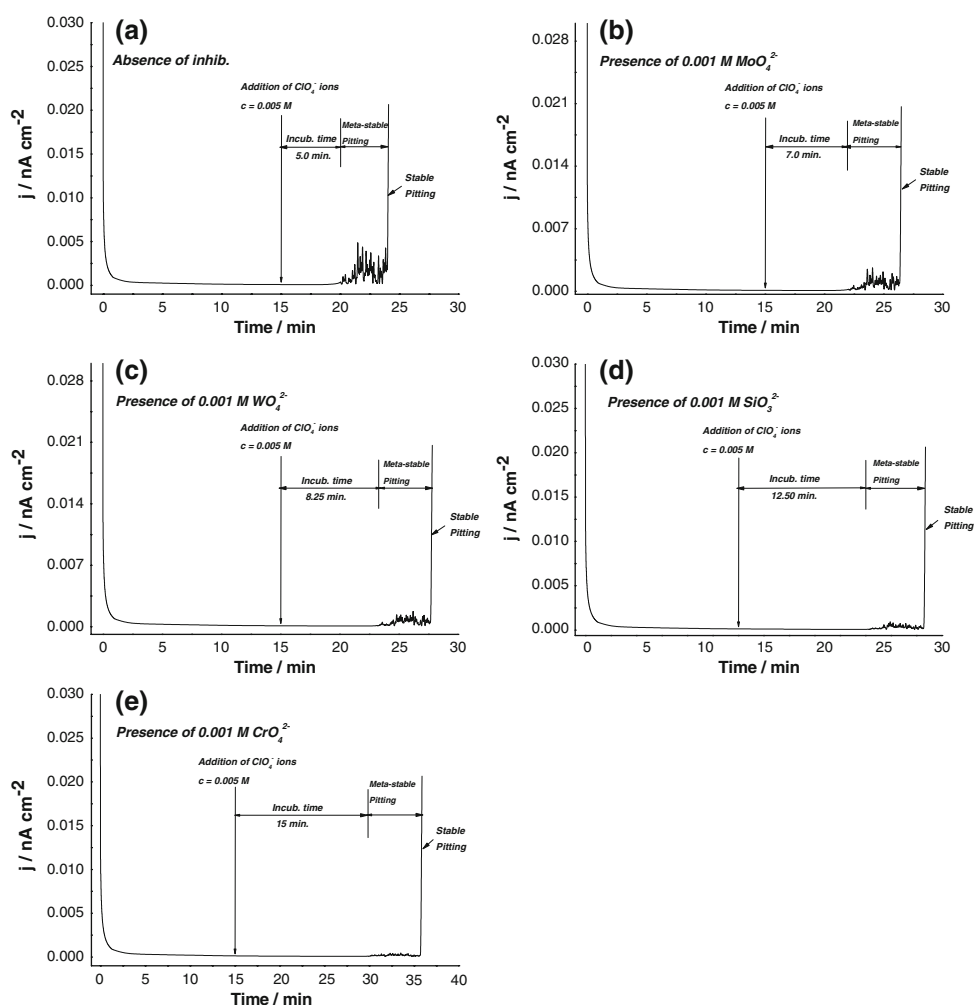 (a)
Absence of inhib.
Addition of ClO₄⁻ ions
c = 0.005 M
Incub. time
5.0 min.
Meta-stable
Pitting
Stable
Pitting
j / nA cm⁻²
0.030
0.025
0.020
0.015
0.010
0.005
0.000
0 5 10 15 20 25 30
Time / min
(b)
Presence of 0.001 M MoO₄²⁻
Addition of ClO₄⁻ ions
c = 0.005 M
Incub. time
7.0 min.
Meta-stable
Pitting
Stable
Pitting
j / nA cm⁻²
0.028
0.021
0.014
0.007
0.000
0 5 10 15 20 25 30
Time / min
(c)
Presence of 0.001 M WO₄²⁻
Addition of ClO₄⁻ ions
c = 0.005 M
Incub. time
8.25 min.
Meta-stable
Pitting
Stable
Pitting
j / nA cm⁻²
0.028
0.021
0.014
0.007
0.000
0 5 10 15 20 25 30
Time / min
(d)
Presence of 0.001 M SiO₃²⁻
Addition of ClO₄⁻ ions
c = 0.005 M
Incub. time
12.50 min.
Meta-stable
Pitting
Stable
Pitting
j / nA cm⁻²
0.030
0.025
0.020
0.015
0.010
0.005
0.000
0 5 10 15 20 25 30
Time / min
(e)
Presence of 0.001 M CrO₄²⁻
Addition of ClO₄⁻ ions
c = 0.005 M
Incub. time
15 min.
Meta-stable
Pitting
Stable
Pitting
j / nA cm⁻²
0.030
0.025
0.020
0.015
0.010
0.005
0.000
0 5 10 15 20 25 30 35 40
Time / min